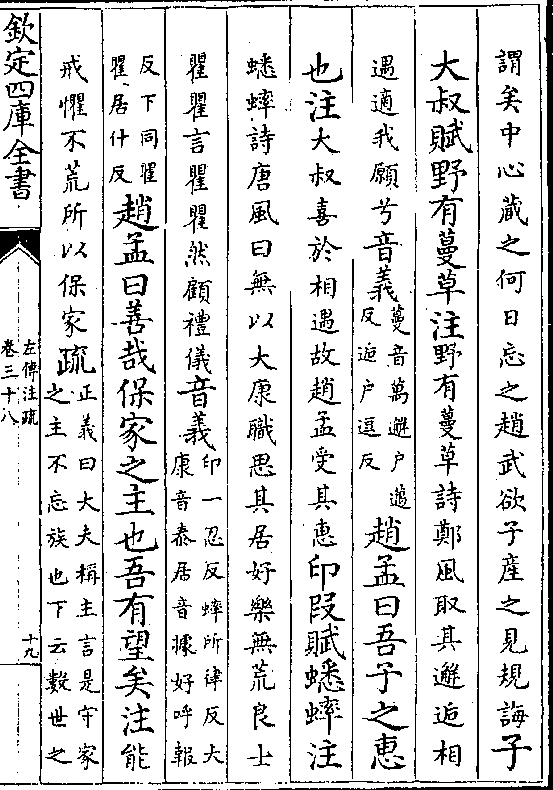 謂矣中心藏之何日忘之趙武欲子産之見規誨子
大叔賦野有蔓草注野有蔓草詩鄭風取其邂逅相
遇適我願兮音義蔓音萬邂户邂
反逅户逗反趙孟曰吾子之惠
也注大叔喜於相遇故趙孟受其惠印段賦蟋蟀注
蟋蟀詩唐風曰無以大康職思其居好樂無荒良士
瞿瞿言瞿瞿然顧禮儀音義印一忍反蟀所律反大
康音泰居音據好呼報
反下同瞿
瞿居什反趙孟曰善哉保家之主也吾有望矣注能
戒懼不荒所以保家疏正義曰大夫稱主言是守家
之主不忘族也下云數世之
欽定四庫全書
左傳注疏
卷三十八
十九